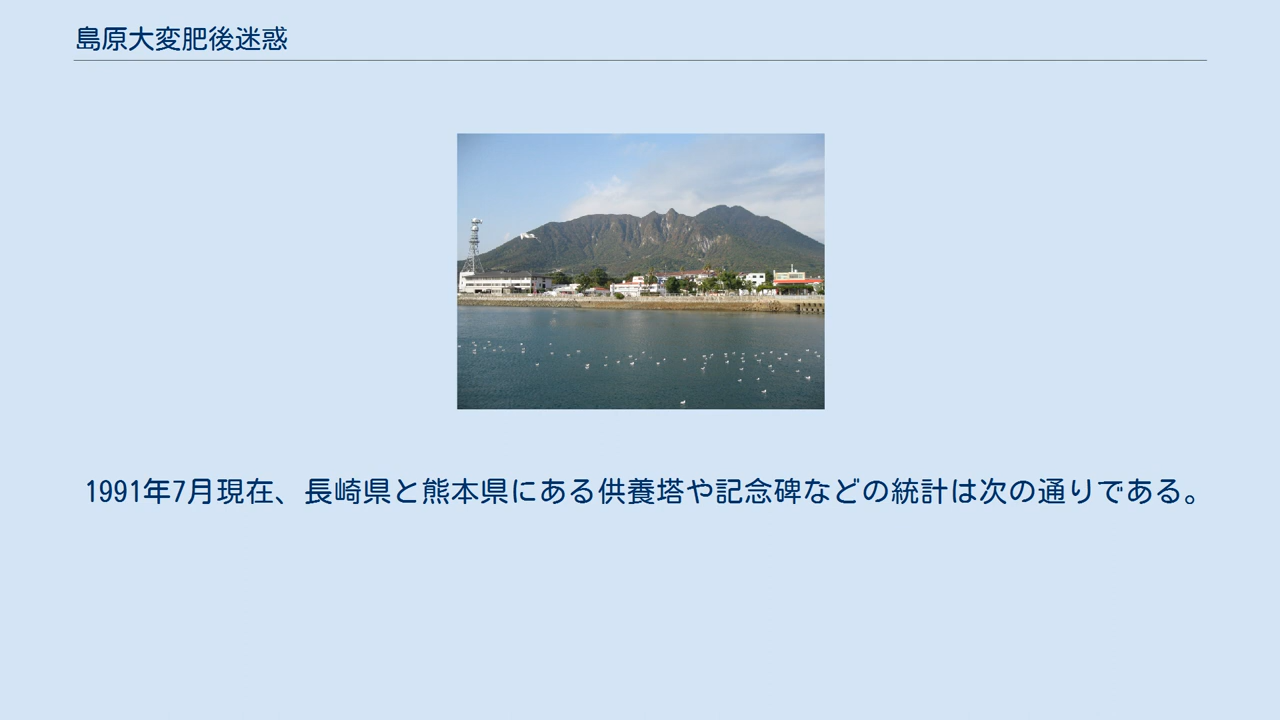 島原大変肥後迷惑
1991年7月現在、長崎県と熊本県にある供養塔や記念碑などの統計は次の通りである。